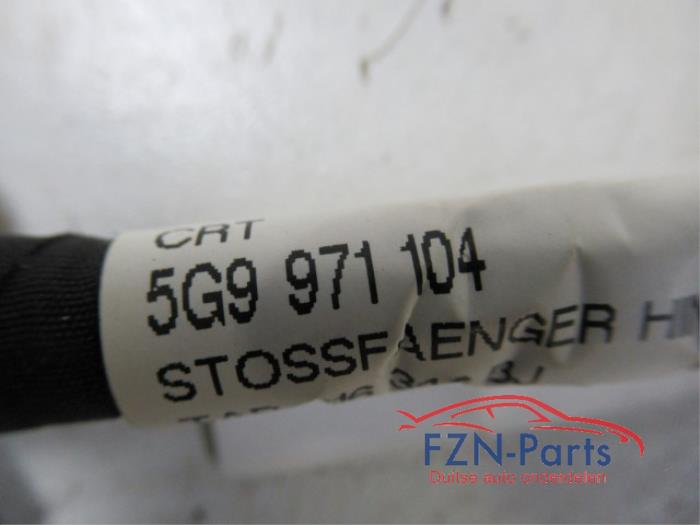 CRT
5G9 971 104
STOSSFAENGER
FZN-Parts
Duitse auto onderdelen